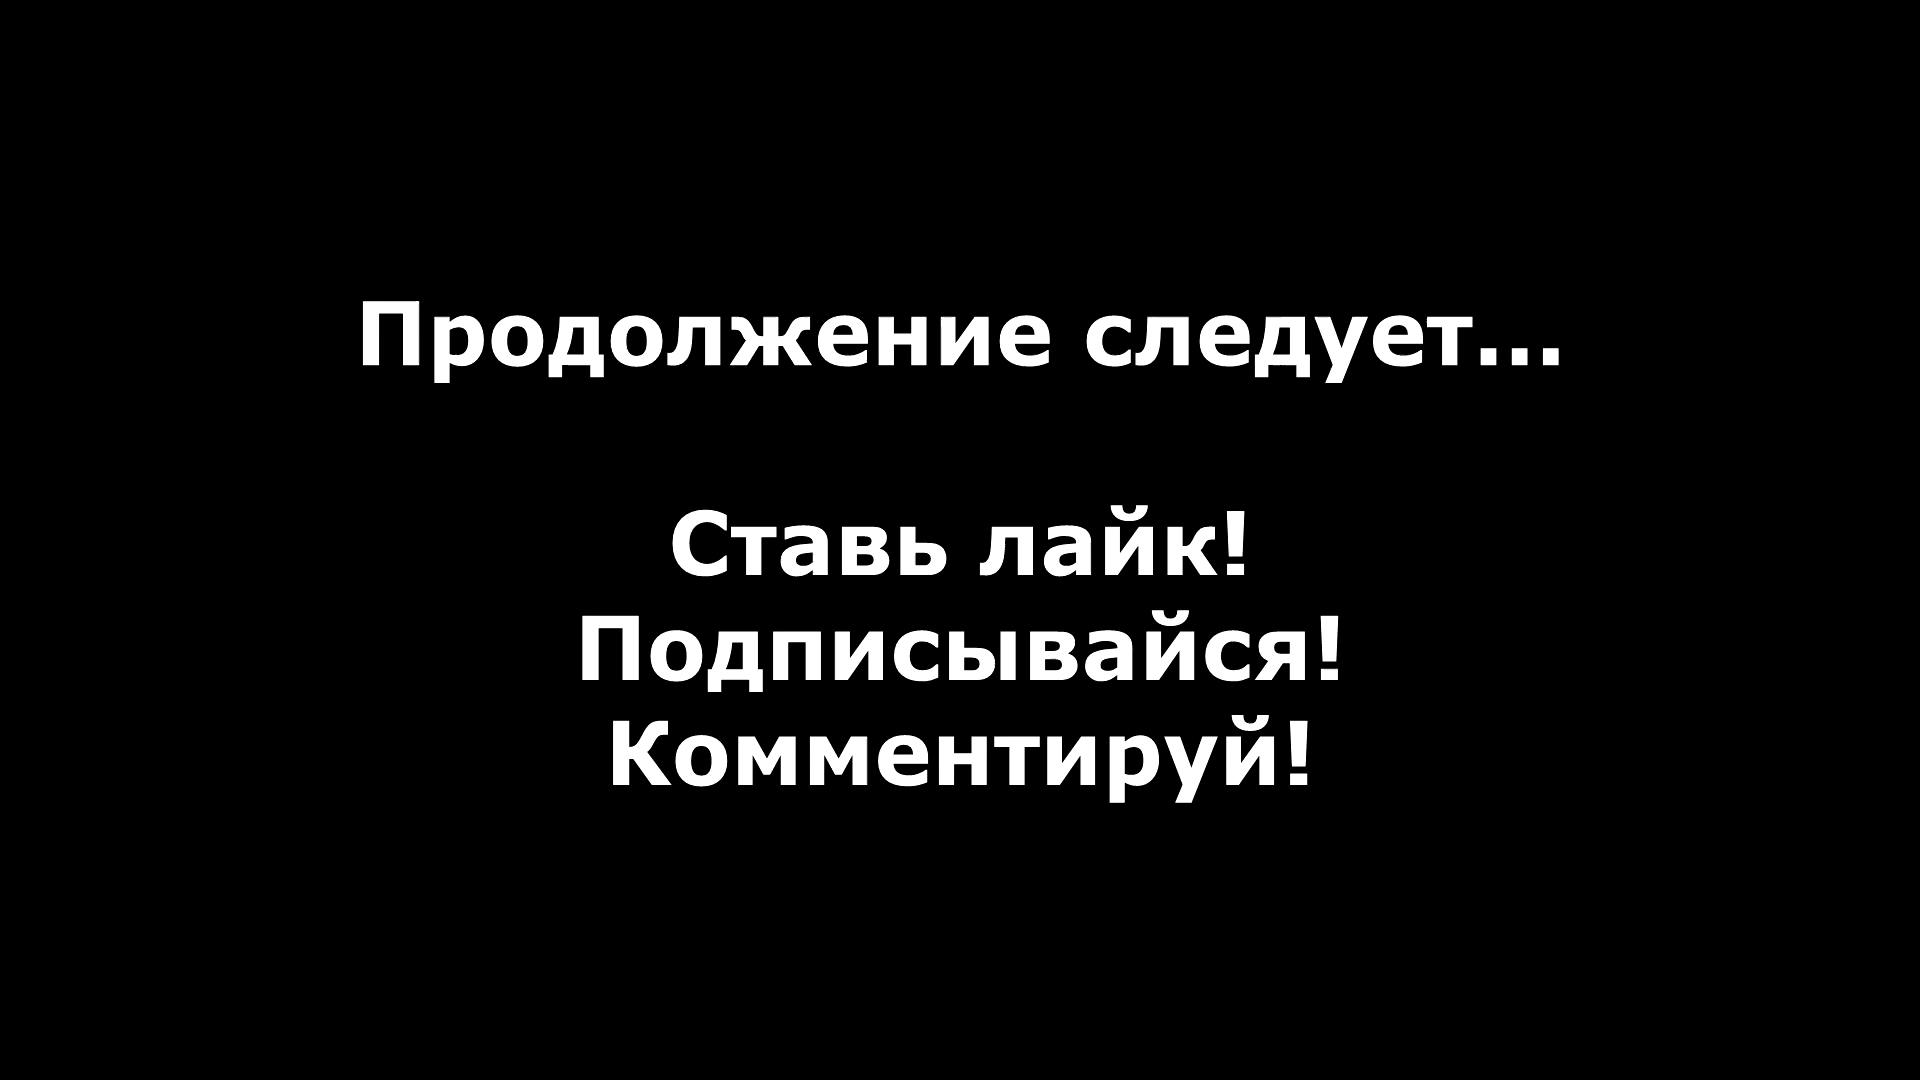 Продолжение следует...
Ставь лайк!
Подписывайся!
Комментируй!